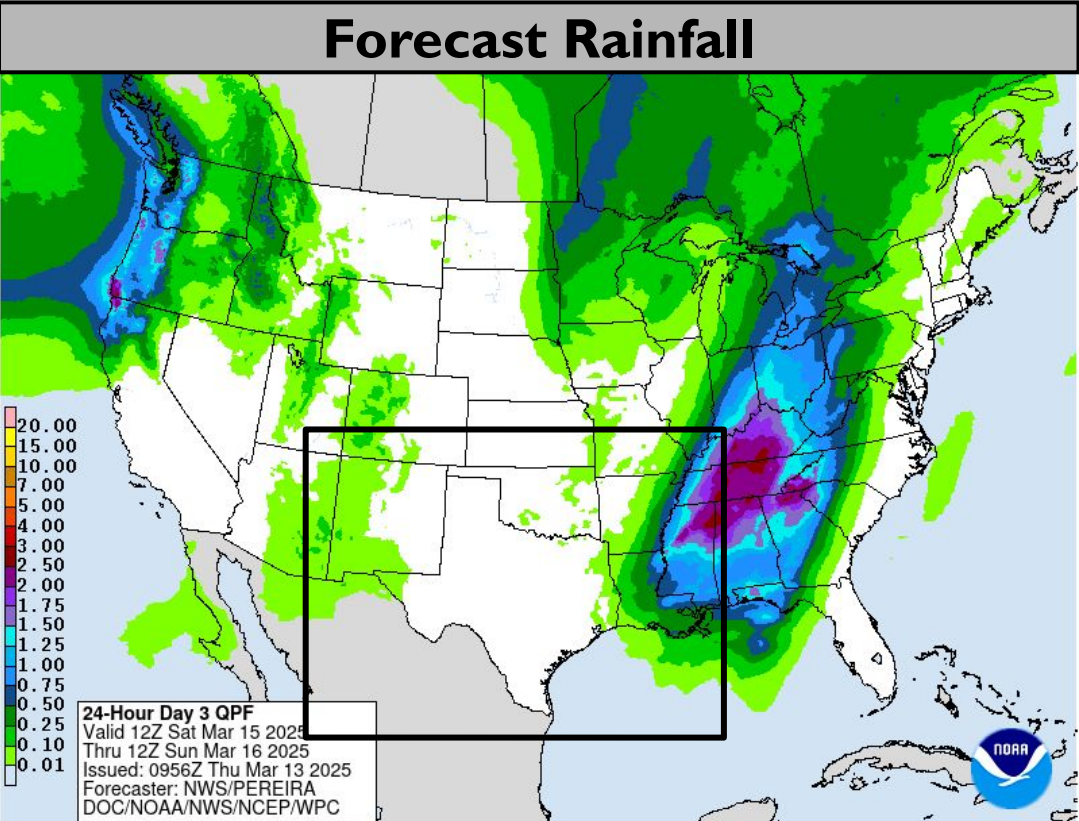 Forecast Rainfall
20.00
15.00
10.00
7.00
5.00
4.00
3.00
2.50
2.00
1.75
1.50
1.25
1.00
0.75
0.50
0.25
0.10
0.01
24-Hour Day 3 QPF
Valid 12Z Sat Mar 15 2025
Thru 12Z Sun Mar 16 2025
Issued: 0956Z Thu Mar 13 2025
Forecaster: NWS/PEREIRA
DOC/NOAA/NWS/NCEP/WPC
NOAA